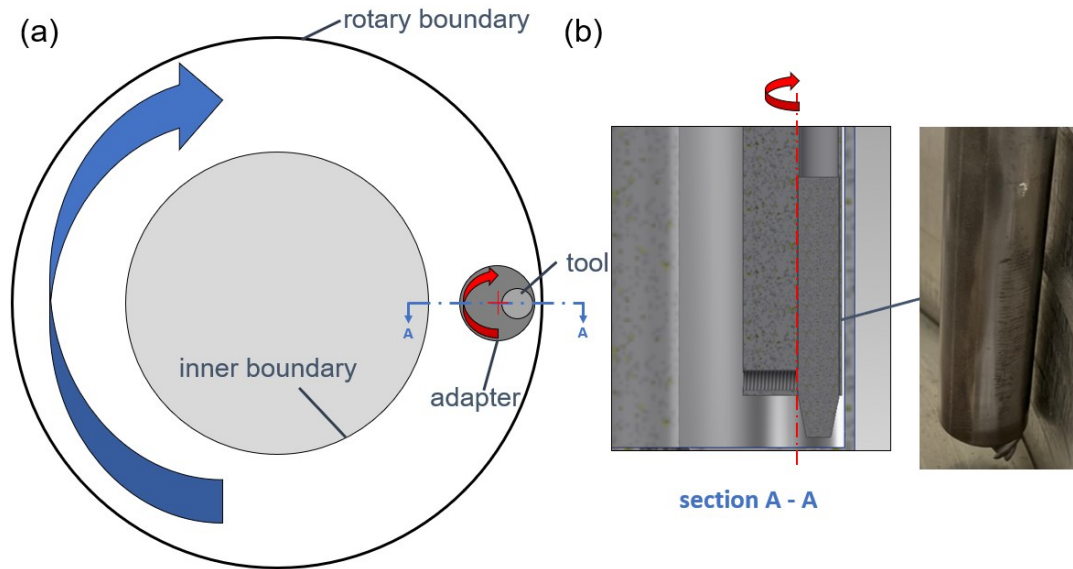 (a)
rotary boundary
tool
A
A
inner boundary
adapter
(b)
section A - A